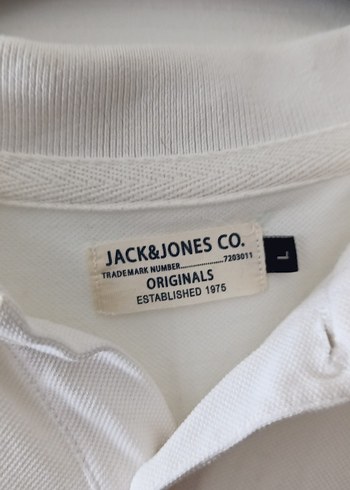 JACK&JONES CO.
TRADEMARK NUMBER......................7203011
ORIGINALS
ESTABLISHED 1975
L